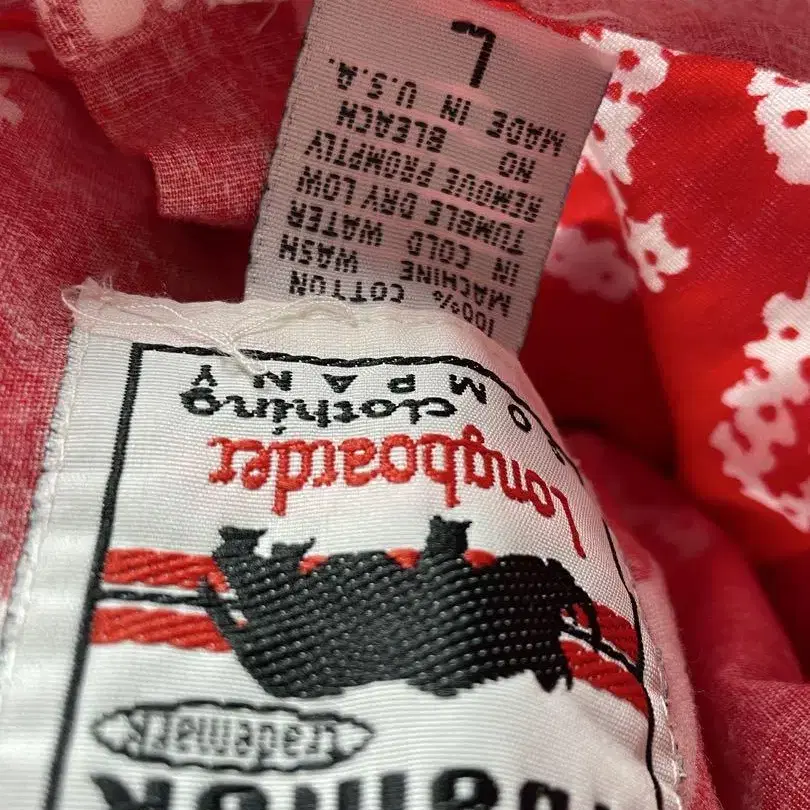 trademark
Longboarder
clothing
COMPANY
100% COTTON
MACHINE WASH
IN COLD WATER
TUMBLE DRY LOW
REMOVE PROMPTLY
NO BLEACH
MADE IN U.S.A.
L